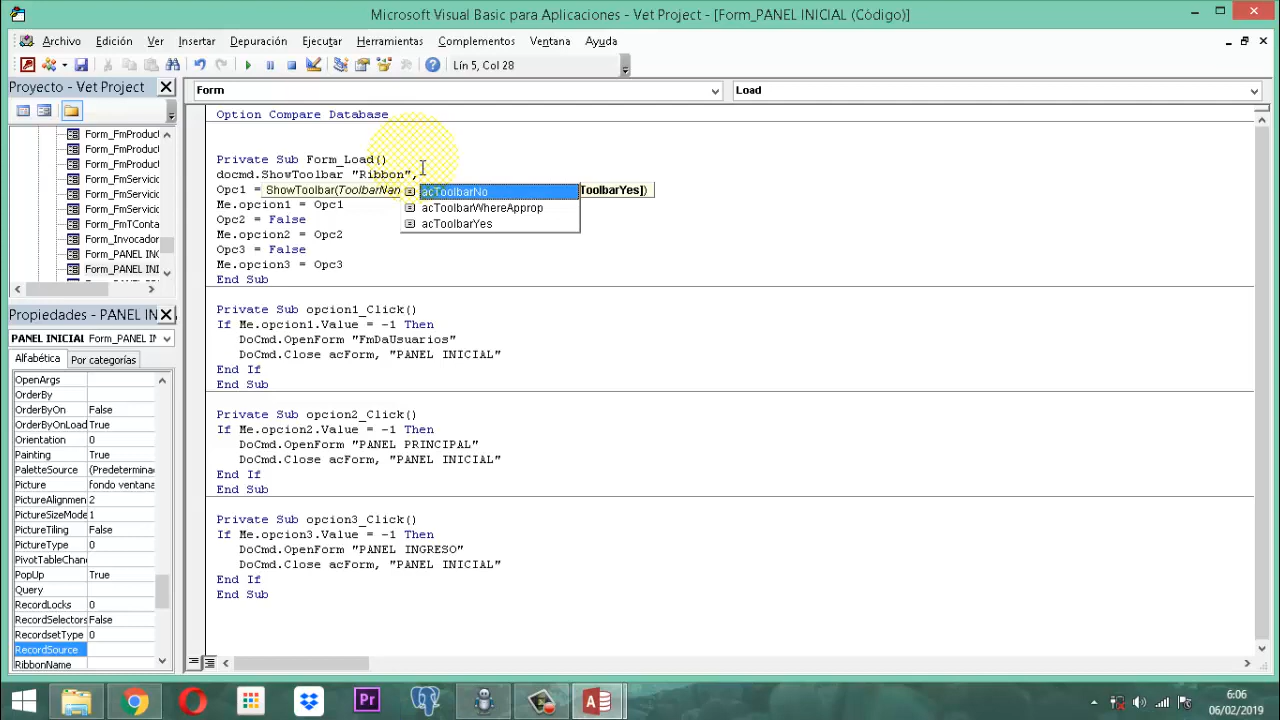 Microsoft Visual Basic para Aplicaciones - Vet Project - [Form_PANEL INICIAL (Código)]
Archivo Edición Ver Insertar Depuración Ejecutar Herramientas Complementos Ventana Ayuda
Lín 5, Col 28
Proyecto - Vet Project
Form_FmProduct
Form_FmProduct
Form_FmProduct
Form_FmServicio
Form_FmServicio
Form_FmServicio
Form_FmTConta
Form_Invocador
Form_PANEL ING
Form_PANEL INI
Propiedades - PANEL IN
PANEL INICIAL Form_PANEL I
Alfabética Por categorías
OpenArgs
OrderBy
OrderByOn False
OrderByOnLoad True
Orientation 0
Painting True
PaletteSource (Predeterminad
Picture fondo ventana
PictureAlignmen 2
PictureSizeMode 1
PictureTiling False
PictureType 0
PivotTableChan
PopUp True
Query
RecordLocks 0
RecordSelectors False
RecordsetType 0
RecordSource
RibbonName
Form Load
Option Compare Database
Private Sub Form_Load()
docmd.ShowToolbar "Ribbon",
Opc1 = ShowToolbar(ToolbarNan ToolbarYes])
acToolbarNo
acToolbarWhereApprop
acToolbarYes
Me.opcion1 = Opc1
Opc2 = False
Me.opcion2 = Opc2
Opc3 = False
Me.opcion3 = Opc3
End Sub
Private Sub opcion1_Click()
If Me.opcion1.Value = -1 Then
DoCmd.OpenForm "FmDaUsuarios"
DoCmd.Close acForm, "PANEL INICIAL"
End If
End Sub
Private Sub opcion2_Click()
If Me.opcion2.Value = -1 Then
DoCmd.OpenForm "PANEL PRINCIPAL"
DoCmd.Close acForm, "PANEL INICIAL"
End If
End Sub
Private Sub opcion3_Click()
If Me.opcion3.Value = -1 Then
DoCmd.OpenForm "PANEL INGRESO"
DoCmd.Close acForm, "PANEL INICIAL"
End If
End Sub
Pr
6:06
06/02/2019